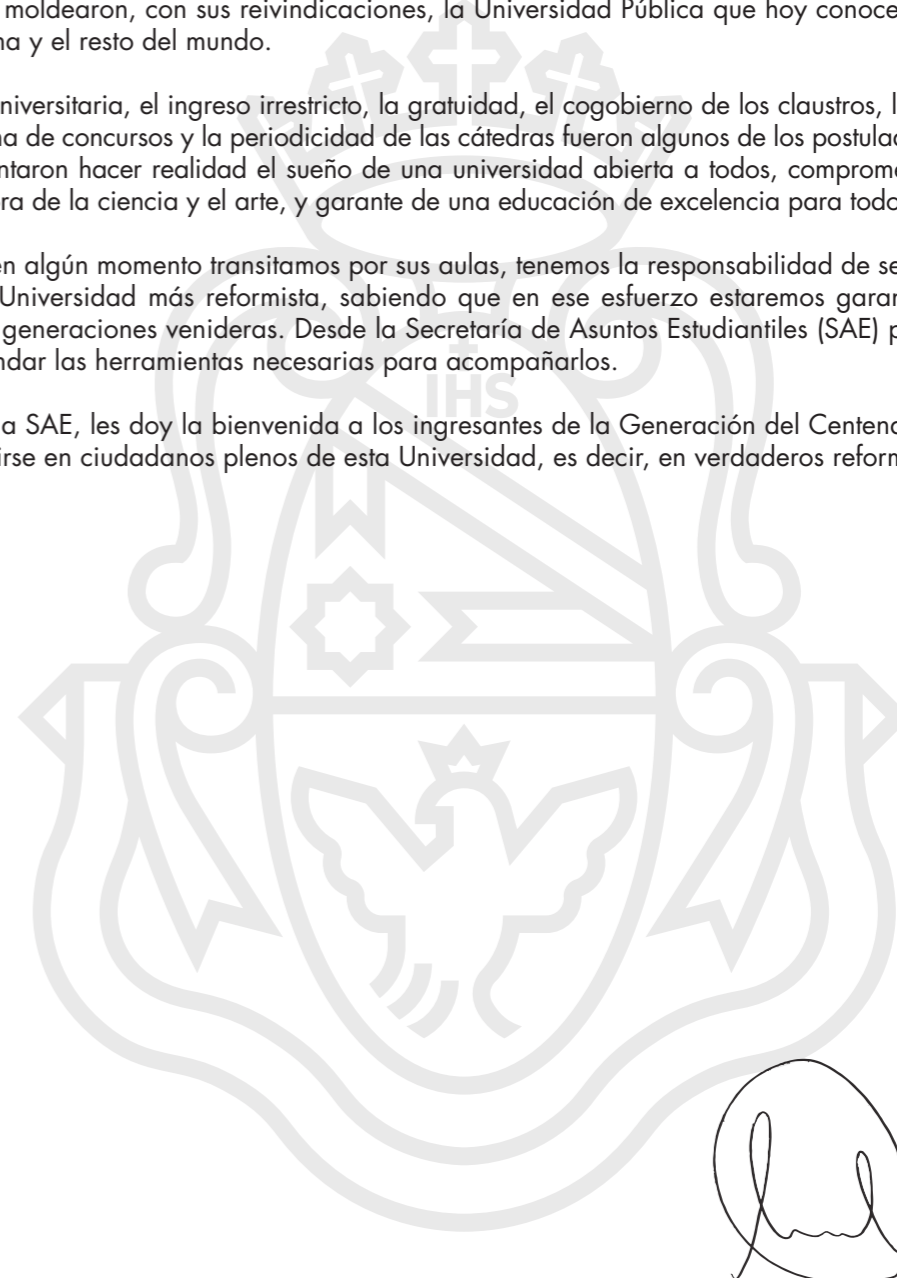 moldearon, con sus reivindicaciones, la Universidad Pública que hoy conoce
na y el resto del mundo.
niversitaria, el ingreso irrestricto, la gratuidad, el cogobierno de los claustros, l
na de concursos y la periodicidad de las cátedras fueron algunos de los postulad
ntaron hacer realidad el sueño de una universidad abierta a todos, comprome
ra de la ciencia y el arte, y garante de una educación de excelencia para todo
en algún momento transitamos por sus aulas, tenemos la responsabilidad de se
Universidad más reformista, sabiendo que en ese esfuerzo estaremos garan
generaciones venideras. Desde la Secretaría de Asuntos Estudiantiles (SAE) p
ndar las herramientas necesarias para acompañarlos.
IHS
a SAE, les doy la bienvenida a los ingresantes de la Generación del Centena
irse en ciudadanos plenos de esta Universidad, es decir, en verdaderos reform